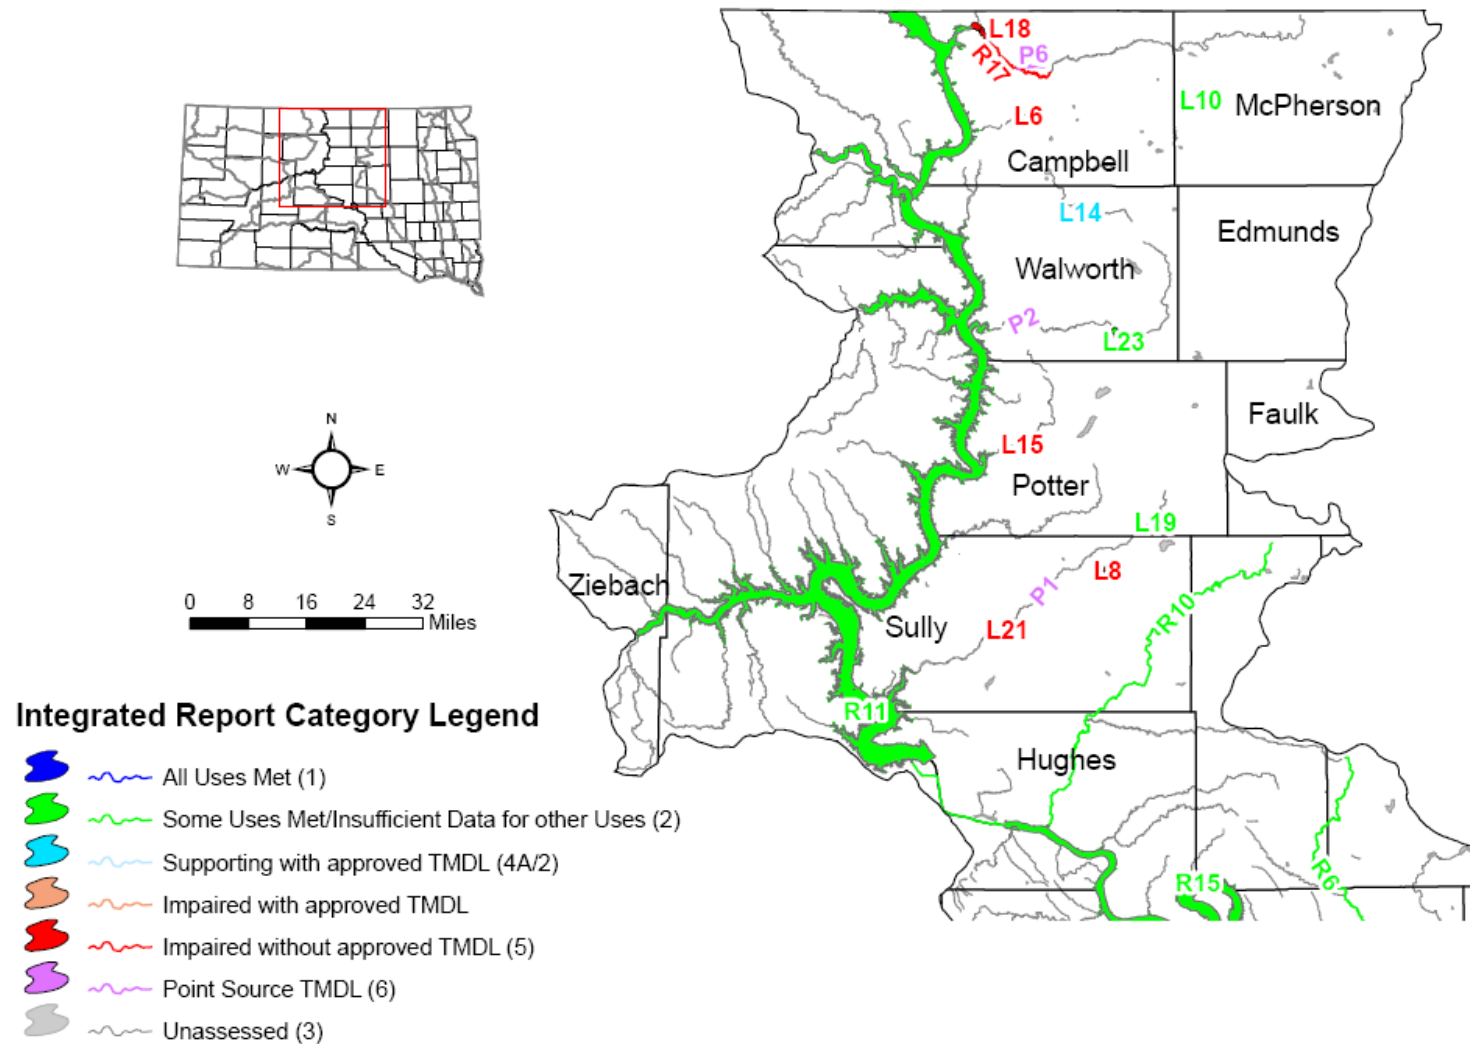 L18
R17
P6
L10
McPherson
L6
Campbell
L14
Edmunds
Walworth
P2
L23
Faulk
L15
Potter
L19
N
W
E
S
Ziebach
P1
L8
R10
0 8 16 24 32
Miles
Sully
L21
R11
Hughes
R15
R6
Integrated Report Category Legend
All Uses Met (1)
Some Uses Met/Insufficient Data for other Uses (2)
Supporting with approved TMDL (4A/2)
Impaired with approved TMDL
Impaired without approved TMDL (5)
Point Source TMDL (6)
Unassessed (3)